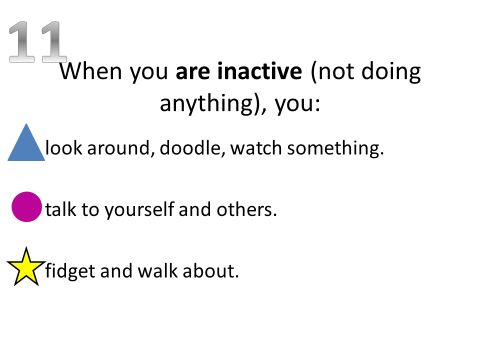 11
When you are inactive (not doing
anything), you:
look around, doodle, watch something.
talk to yourself and others.
fidget and walk about.